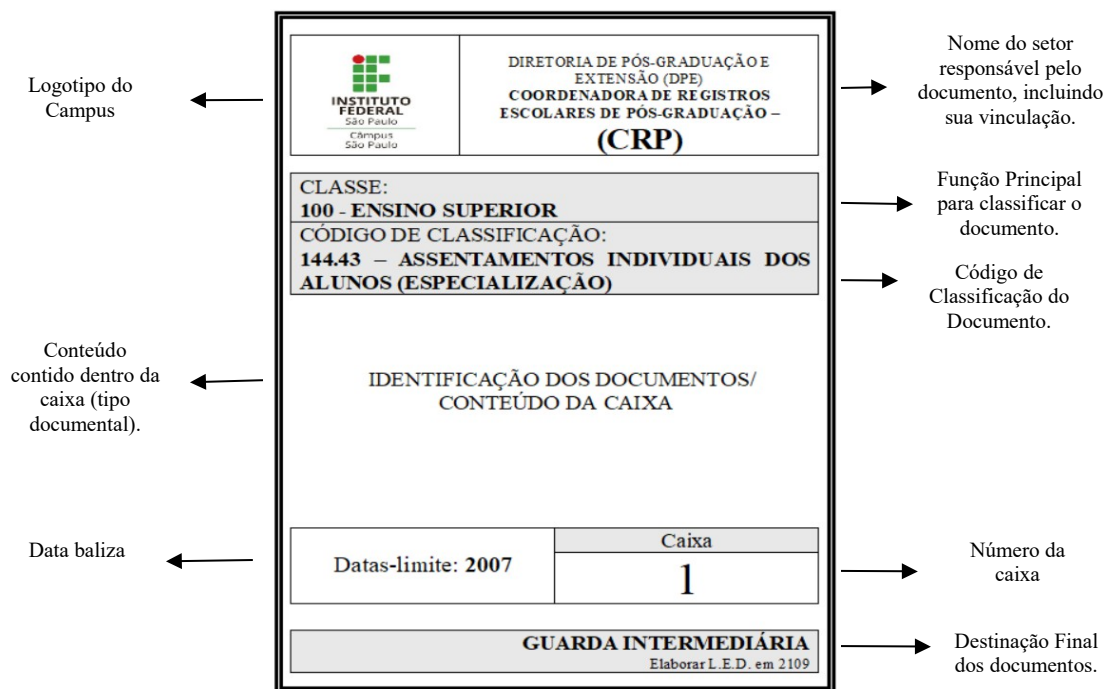 Logotipo do
Campus
INSTITUTO
FEDERAL
São Paulo
Câmpus
São Paulo
DIRETORIA DE PÓS-GRADUAÇÃO E
EXTENSÃO (DPE)
COORDENADORA DE REGISTROS
ESCOLARES DE PÓS-GRADUAÇÃO –
(CRP)
Nome do setor
responsável pelo
documento, incluindo
sua vinculação.
CLASSE:
100 - ENSINO SUPERIOR
Função Principal
para classificar o
documento.
CÓDIGO DE CLASSIFICAÇÃO:
144.43 – ASSENTAMENTOS INDIVIDUAIS DOS
ALUNOS (ESPECIALIZAÇÃO)
Código de
Classificação do
Documento.
Conteúdo
contido dentro da
caixa (tipo
documental).
IDENTIFICAÇÃO DOS DOCUMENTOS/
CONTEÚDO DA CAIXA
Data baliza
Datas-limite: 2007
Caixa
1
Número da
caixa
GUARDA INTERMEDIÁRIA
Elaborar L.E.D. em 2109
Destinação Final
dos documentos.